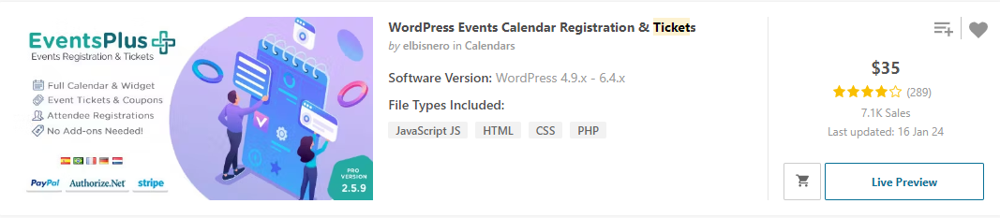 EventsPlus
Events Registration & Tickets
Full Calendar & Widget
Event Tickets & Coupons
Attendee Registrations
No Add-ons Needed!
PayPal Authorize.Net stripe
PRO
VERSION
2.5.9
WordPress Events Calendar Registration & Tickets
by elbisnero in Calendars
Software Version: WordPress 4.9.x - 6.4.x
File Types Included:
JavaScript JS HTML CSS PHP
$35
(289)
7.1K Sales
Last updated: 16 Jan 24
Live Preview